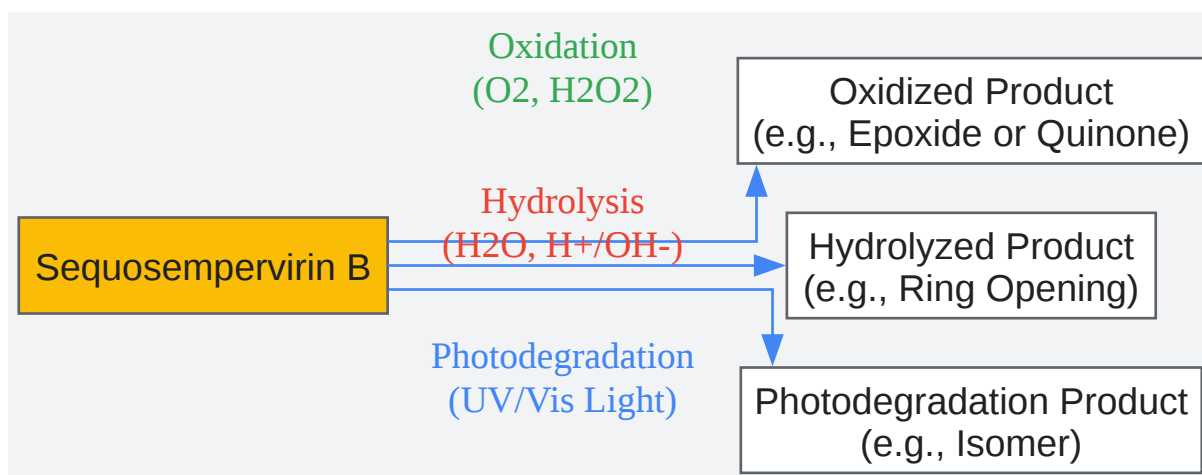 Oxidation
(O2, H2O2)
Oxidized Product
(e.g., Epoxide or Quinone)
Hydrolysis
(H2O, H+/OH-)
Sequosempervirin B
Hydrolyzed Product
(e.g., Ring Opening)
Photodegradation
(UV/Vis Light)
Photodegradation Product
(e.g., Isomer)